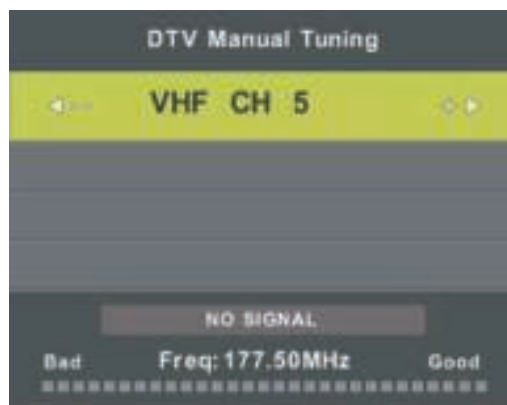 DTV Manual Tuning
VHF CH 5
NO SIGNAL
Bad Freq: 177.50MHz Good